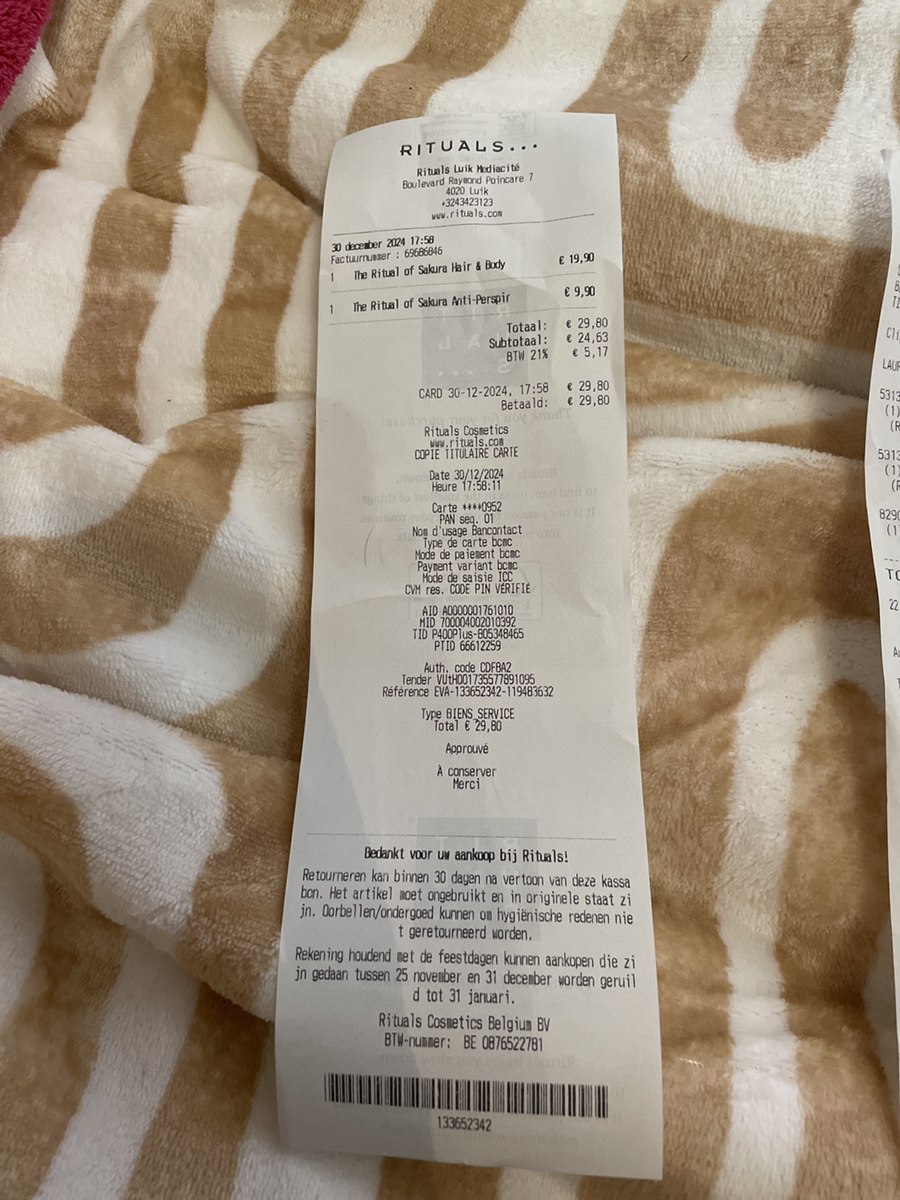 RITUALS...
Rituals Luik Mediacité
Boulevard Raymond Poincare 7
4020 Luik
+3243423123
www.rituals.com
30 december 2024 17:58
Factuurnummer : 69686846
1 The Ritual of Sakura Hair & Body € 19,90
1 The Ritual of Sakura Anti-Perspir € 9,90
Totaal: € 29,80
Subtotaal: € 24,63
BTW 21% € 5,17
CARD 30-12-2024, 17:58 € 29,80
Betaald: € 29,80
Rituals Cosmetics
www.rituals.com
COPIE TITULAIRE CARTE
Date 30/12/2024
Heure 17:58:11
Carte ****0952
PAN seq. 01
Nom d'usage Bancontact
Type de carte bcmc
Mode de paiement bcmc
Payment variant bcmc
Mode de saisie ICC
CVM res. CODE PIN VÉRIFIÉ
AID A0000001761010
MID 700004002010392
TID P400Plus-805348465
PTID 66612259
Auth. code CDF8A2
Tender VUtH001735577891095
Référence EVA-133652342-119483632
Type BIENS_SERVICE
Total € 29,80
Approuvé
À conserver
Merci
Bedankt voor uw aankoop bij Rituals!
Retourneren kan binnen 30 dagen na vertoon van deze kassa
bon. Het artikel moet ongebruikt en in originele staat zi
jn. Oorbellen/ondergoed kunnen om hygiënische redenen nie
t geretourneerd worden.
Rekening houdend met de feestdagen kunnen aankopen die zi
jn gedaan tussen 25 november en 31 december worden geruil
d tot 31 januari.
Rituals Cosmetics Belgium BV
BTW-nummer: BE 0876522781
133652342
5313
(1)
5313
(1)
8290
22